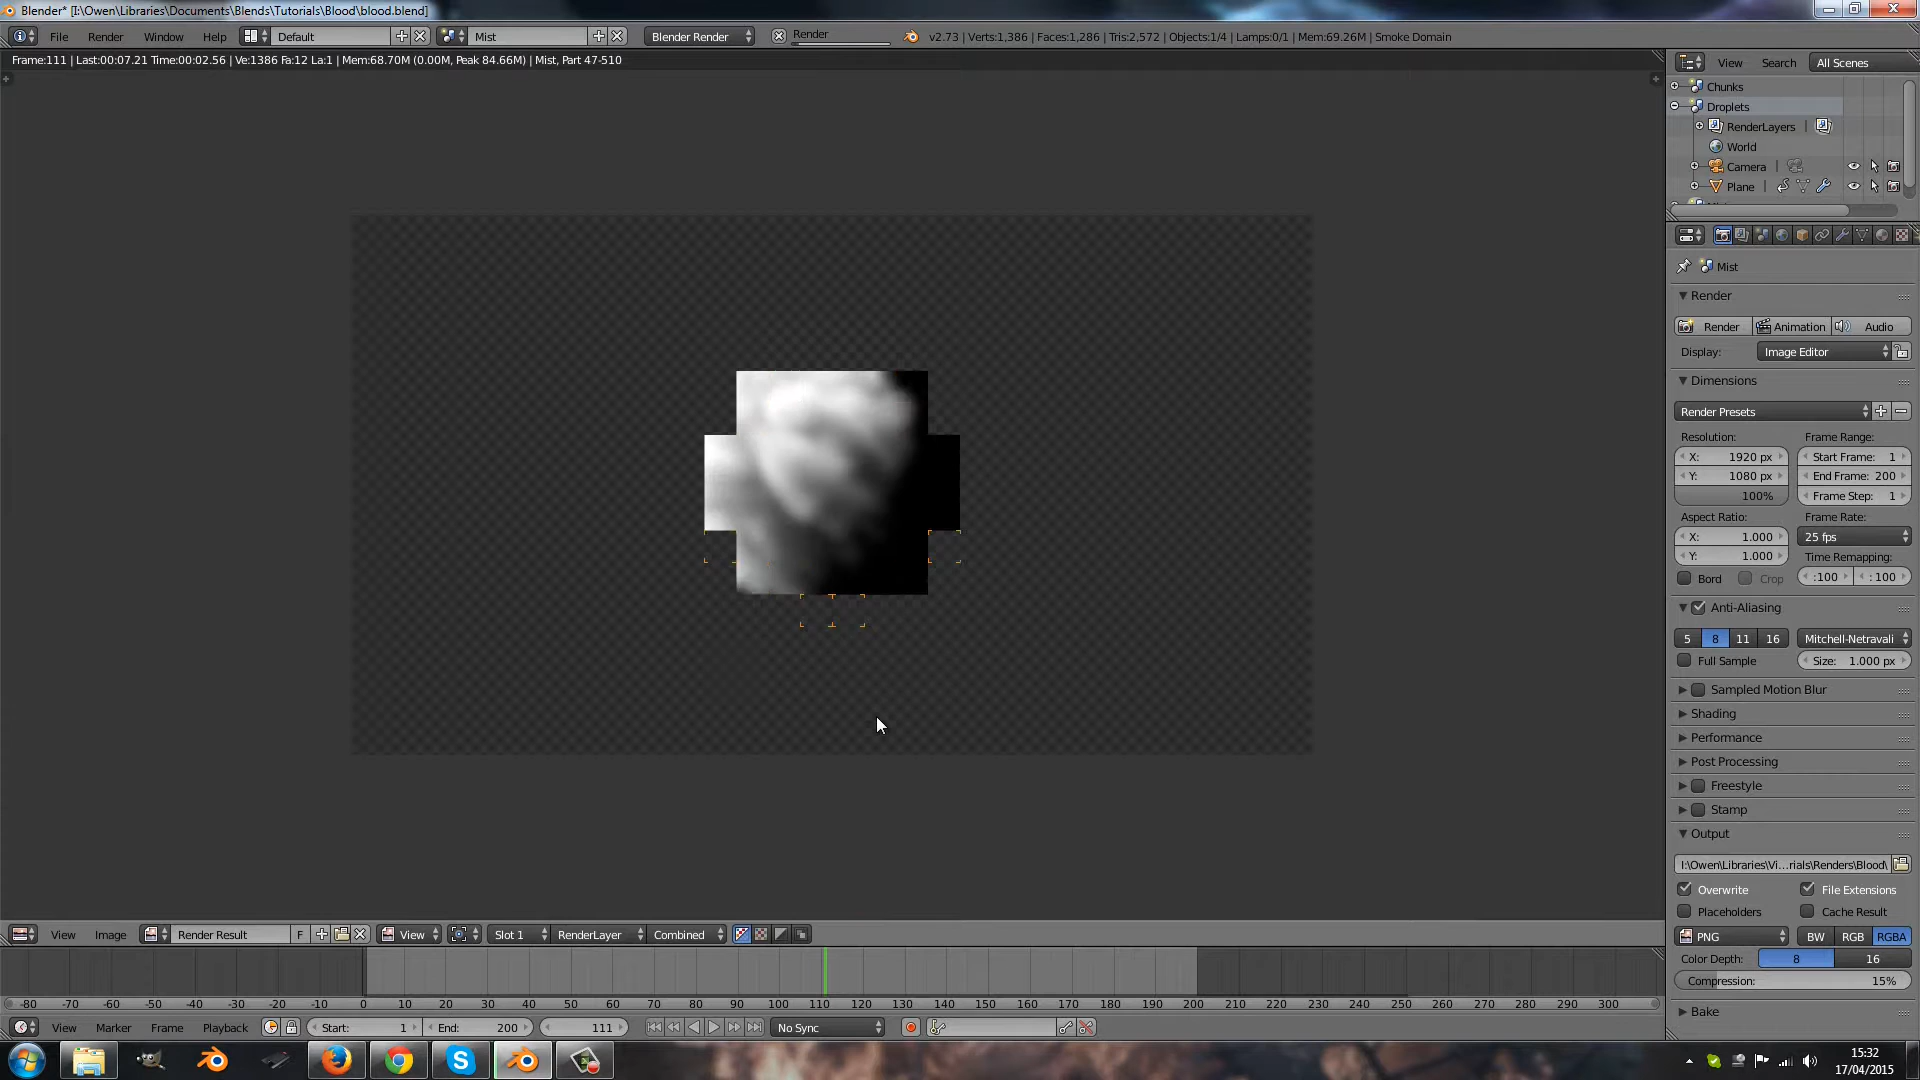 Blender* [I:\Owen\Libraries\Documents\Blends\Tutorials\Blood\blood.blend]
File Render Window Help Default Mist Blender Render Render v2.73 | Verts:1,386 | Faces:1,286 | Tris:2,572 | Objects:1/4 | Lamps:0/1 | Mem:69.26M | Smoke Domain
Frame:111 | Last:00:07.21 Time:00:02.56 | Ve:1386 Fa:12 La:1 | Mem:68.70M (0.00M, Peak 84.66M) | Mist, Part 47-510
View Search All Scenes
Chunks
Droplets
RenderLayers |
World
Camera |
Plane |
Mist
Render
Render Animation Audio
Display: Image Editor
Dimensions
Render Presets
Resolution: Frame Range:
X: 1920 px Start Frame: 1
Y: 1080 px End Frame: 200
100% Frame Step: 1
Aspect Ratio: Frame Rate:
X: 1.000 25 fps
Y: 1.000 Time Remapping:
Bord Crop :100 : 100
Anti-Aliasing
5 8 11 16 Mitchell-Netravali
Full Sample Size: 1.000 px
Sampled Motion Blur
Shading
Performance
Post Processing
Freestyle
Stamp
Output
I:\Owen\Libraries\Vi...rials\Renders\Blood\
Overwrite File Extensions
Placeholders Cache Result
PNG BW RGB RGBA
Color Depth: 8 16
Compression: 15%
Bake
View Image Render Result F View Slot 1 RenderLayer Combined
-80 -70 -60 -50 -40 -30 -20 -10 0 10 20 30 40 50 60 70 80 90 100 110 120 130 140 150 160 170 180 190 200 210 220 230 240 250 260 270 280 290 300
View Marker Frame Playback Start: 1 End: 200 111 No Sync
15:32
17/04/2015